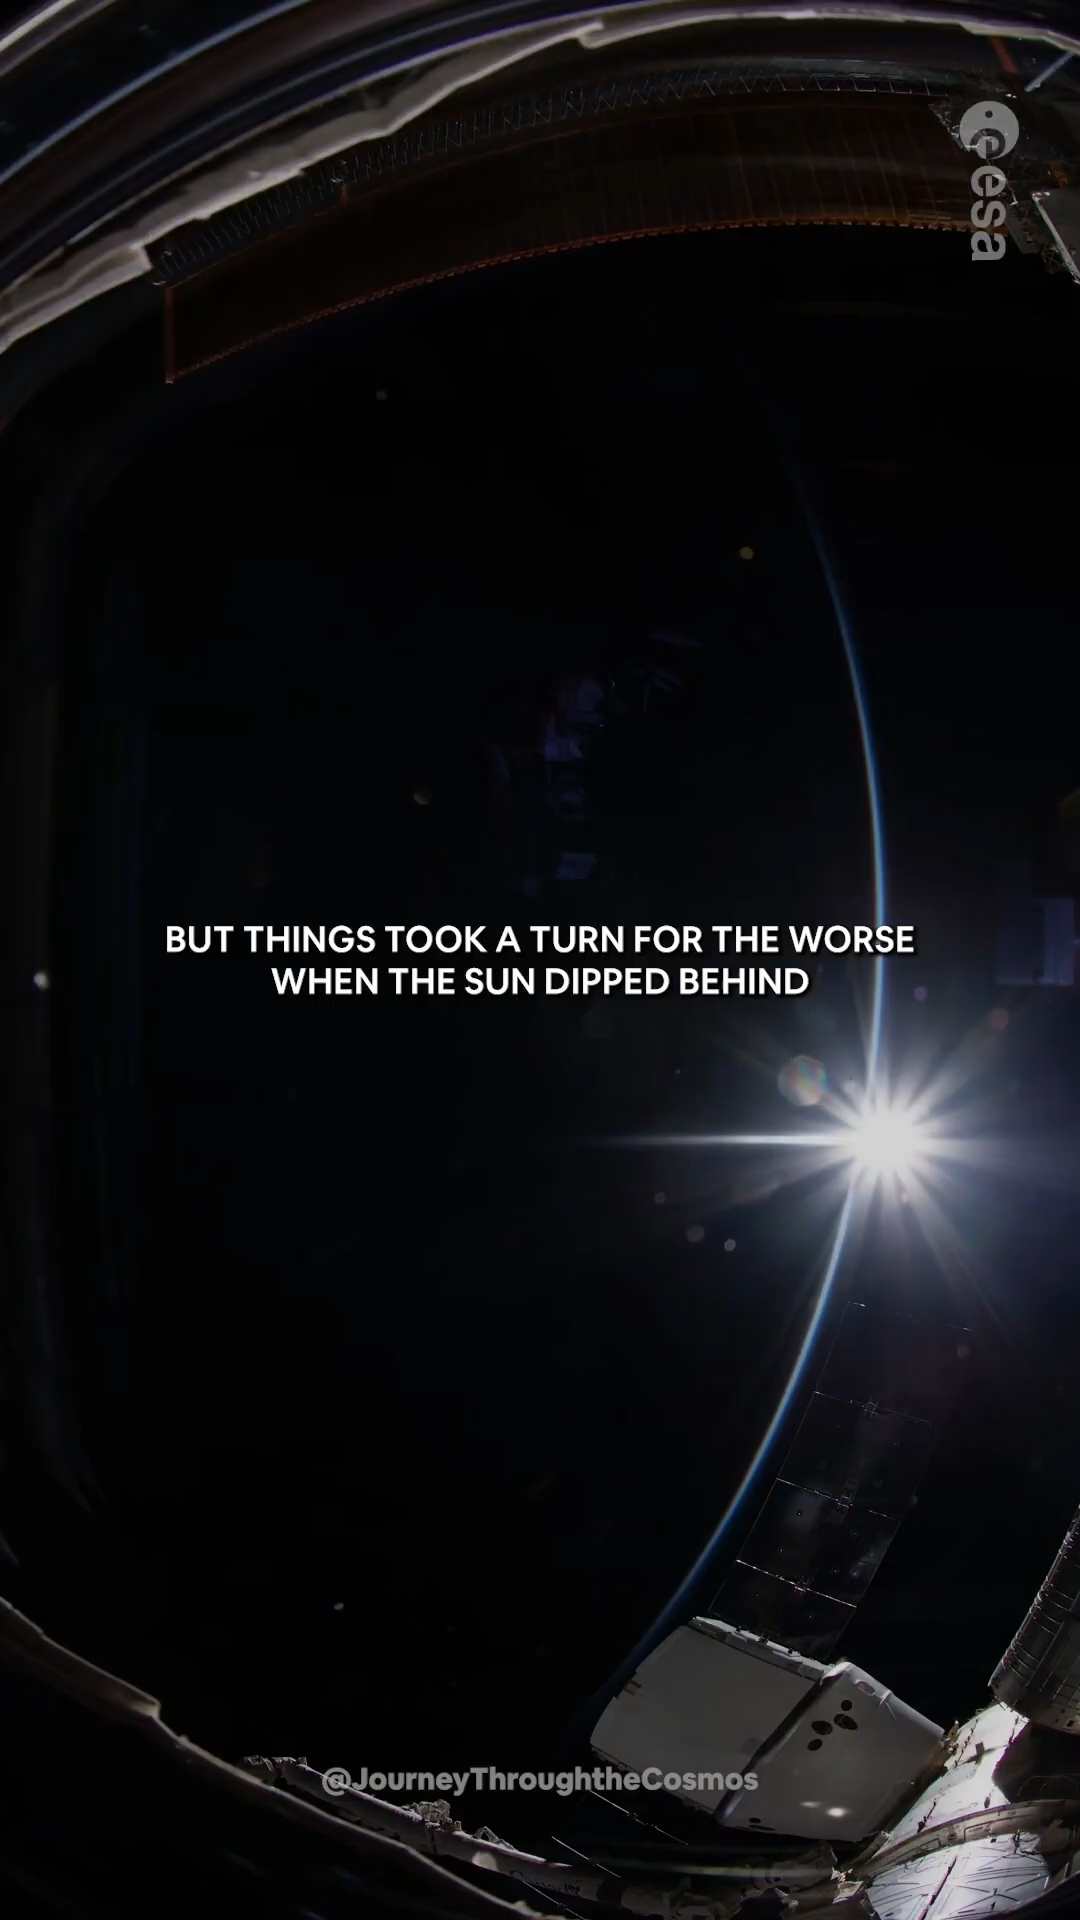 esa
BUT THINGS TOOK A TURN FOR THE WORSE
WHEN THE SUN DIPPED BEHIND
@JourneyThroughtheCosmos